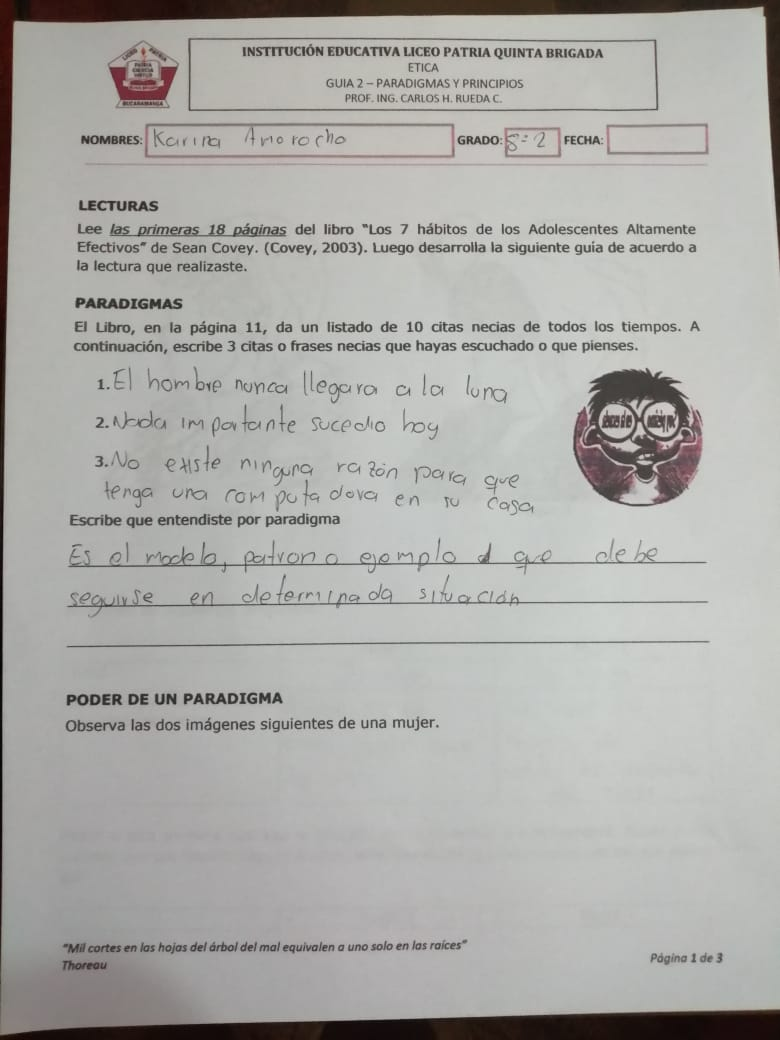 LICEO PATRIA
PATRIA
CIENCIA
VIRTUD
BUCARAMANGA
INSTITUCIÓN EDUCATIVA LICEO PATRIA QUINTA BRIGADA
ETICA
GUIA 2 – PARADIGMAS Y PRINCIPIOS
PROF. ING. CARLOS H. RUEDA C.
NOMBRES: Karina Amorocho GRADO: 8-2 FECHA:
LECTURAS
Lee las primeras 18 páginas del libro "Los 7 hábitos de los Adolescentes Altamente
Efectivos" de Sean Covey. (Covey, 2003). Luego desarrolla la siguiente guía de acuerdo a
la lectura que realizaste.
PARADIGMAS
El Libro, en la página 11, da un listado de 10 citas necias de todos los tiempos. A
continuación, escribe 3 citas o frases necias que hayas escuchado o que pienses.
1. El hombre nunca llegara a la luna
2. Nada importante sucedio hoy
3. No existe ninguna razón para que
tenga una computadora en su casa
Escribe que entendiste por paradigma
Es el modelo, patron o ejemplo que debe
seguirse en determinada situación
PODER DE UN PARADIGMA
Observa las dos imágenes siguientes de una mujer.
"Mil cortes en las hojas del árbol del mal equivalen a uno solo en las raíces"
Thoreau
Página 1 de 3